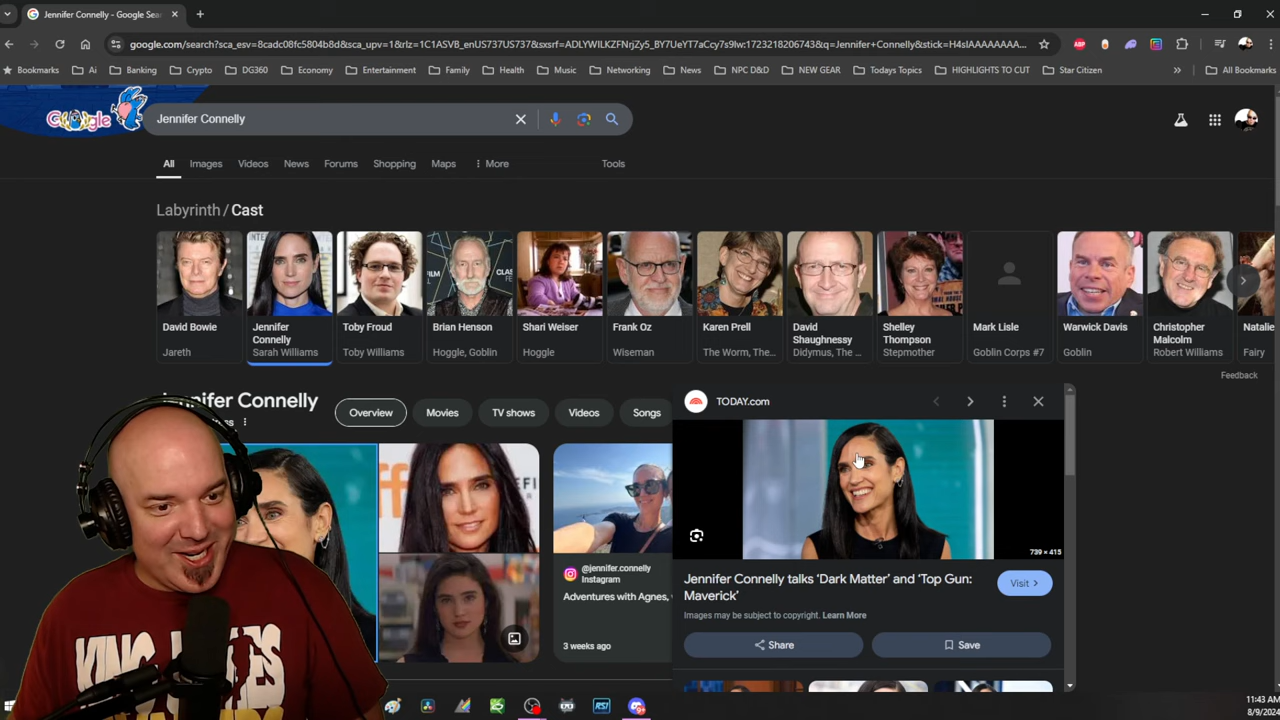 Jennifer Connelly - Google Sea
google.com/search?sca_esv=8cadc08fc5804b8d&sca_upv=1&rlz=1C1ASVB_enUS737US737&sxsrf=ADLYWILKZFNrjZy5_BY7UeYT7aCcy7s9lw:1723218206743&q=Jennifer+Connelly&stick=H4sIAAAAAAA...
Bookmarks Ai Banking Crypto DG360 Economy Entertainment Family Health Music Networking News NPC D&D NEW GEAR Todays Topics HIGHLIGHTS TO CUT Star Citizen » All Bookmarks
Google
Jennifer Connelly
All Images Videos News Forums Shopping Maps More Tools
Labyrinth / Cast
David Bowie
Jareth
Jennifer
Connelly
Sarah Williams
Toby Froud
Toby Williams
Brian Henson
Hoggle, Goblin
Shari Weiser
Hoggle
Frank Oz
Wiseman
Karen Prell
The Worm, The...
David
Shaughnessy
Didymus, The ...
Shelley
Thompson
Stepmother
Mark Lisle
Goblin Corps #7
Warwick Davis
Goblin
Christopher
Malcolm
Robert Williams
Natalie
Fairy
Feedback
Jennifer Connelly
Overview Movies TV shows Videos Songs
@jennifer.connelly
Instagram
Adventures with Agnes,
3 weeks ago
TODAY.com
739 × 415
Jennifer Connelly talks ‘Dark Matter’ and ‘Top Gun:
Maverick’
Visit
Images may be subject to copyright. Learn More
Share Save
KING
11:43 AM
8/9/2024